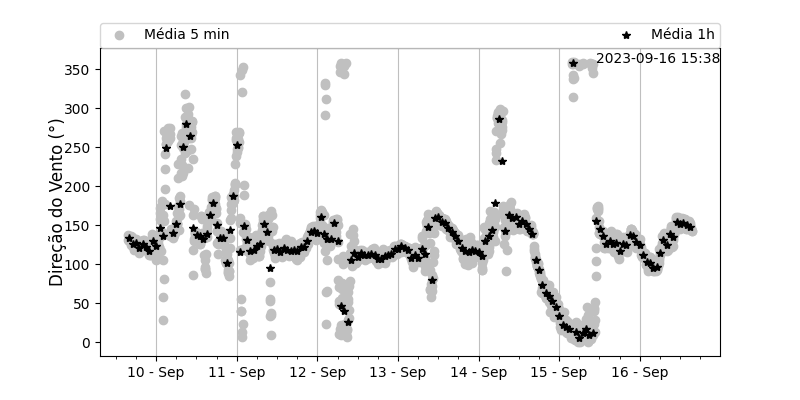 Média 5 min
Média 1h
2023-09-16 15:38
Direção do Vento (°)
350
300
250
200
150
100
50
0
10 - Sep
11 - Sep
12 - Sep
13 - Sep
14 - Sep
15 - Sep
16 - Sep